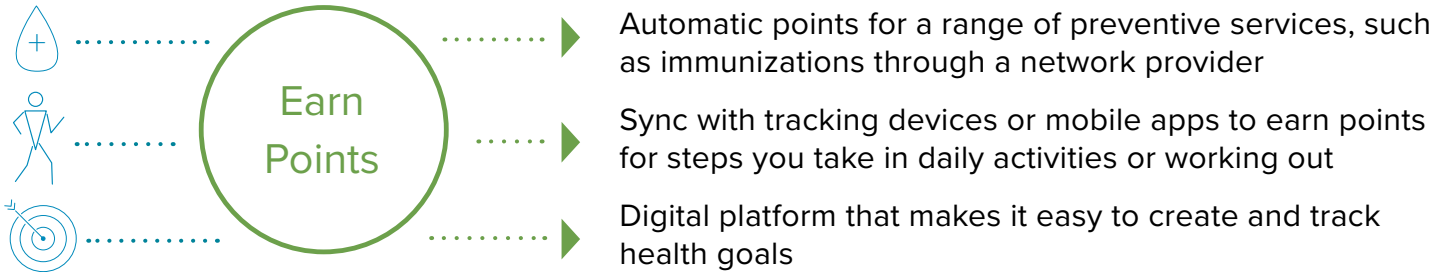 Earn
Points
Automatic points for a range of preventive services, such
as immunizations through a network provider
Sync with tracking devices or mobile apps to earn points
for steps you take in daily activities or working out
Digital platform that makes it easy to create and track
health goals